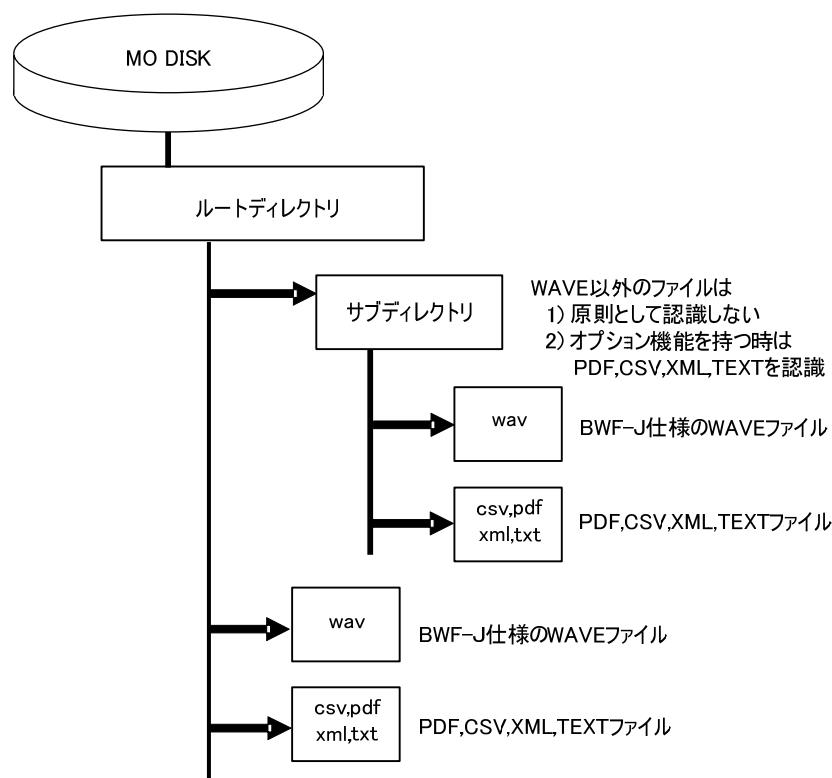 MO DISK
ルートディレクトリ
サブディレクトリ
WAVE以外のファイルは
1) 原則として認識しない
2) オプション機能を持つ時は
PDF,CSV,XML,TEXTを認識
wav
BWF-J仕様のWAVEファイル
csv,pdf
xml,txt
PDF,CSV,XML,TEXTファイル
wav
BWF-J仕様のWAVEファイル
csv,pdf
xml,txt
PDF,CSV,XML,TEXTファイル